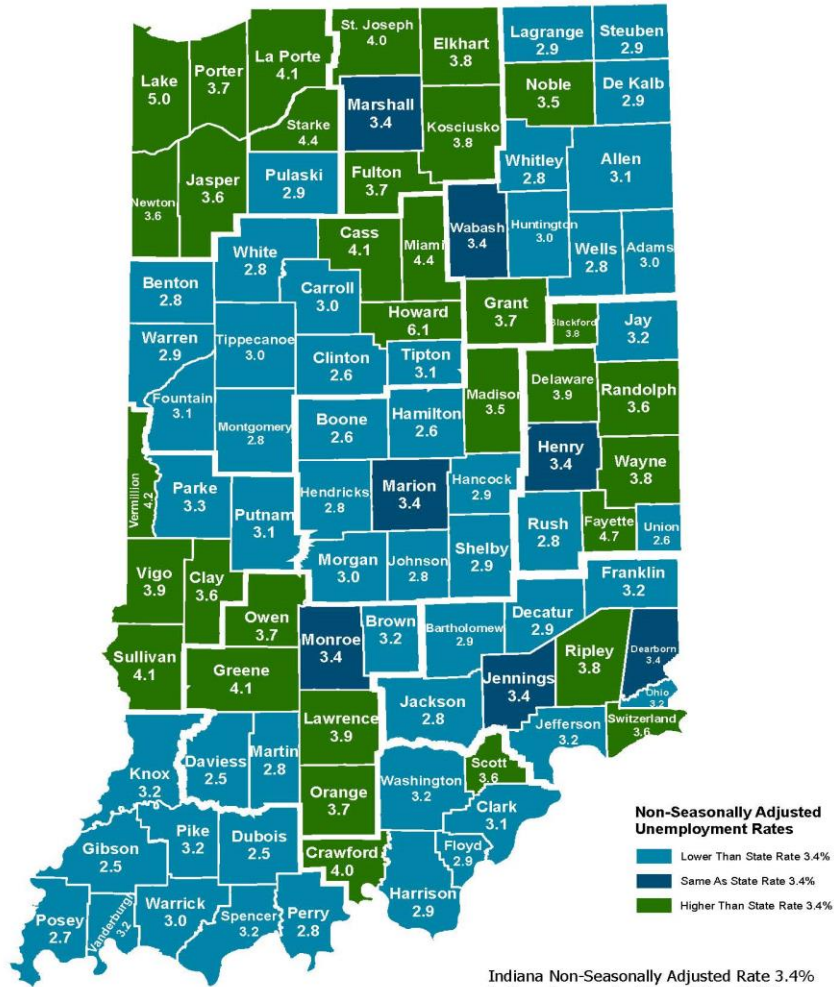 St. Joseph
4.0
Elkhart
3.8
Lagrange
2.9
Steuben
2.9
Lake
5.0
Porter
3.7
La Porte
4.1
Noble
3.5
De Kalb
2.9
Marshall
3.4
Starke
4.4
Kosciusko
3.8
Whitley
2.8
Allen
3.1
Newton
3.6
Jasper
3.6
Pulaski
2.9
Fulton
3.7
Wabash
3.4
Huntington
3.0
Wells
2.8
Adams
3.0
White
2.8
Cass
4.1
Miami
4.4
Benton
2.8
Carroll
3.0
Howard
6.1
Grant
3.7
Blackford
3.8
Jay
3.2
Warren
2.9
Tippecanoe
3.0
Clinton
2.6
Tipton
3.1
Madison
3.5
Delaware
3.9
Randolph
3.6
Fountain
3.1
Montgomery
2.8
Boone
2.6
Hamilton
2.6
Henry
3.4
Wayne
3.8
Vermillion
4.2
Parke
3.3
Putnam
3.1
Hendricks
2.8
Marion
3.4
Hancock
2.9
Rush
2.8
Fayette
4.7
Union
2.6
Vigo
3.9
Clay
3.6
Morgan
3.0
Johnson
2.8
Shelby
2.9
Franklin
3.2
Owen
3.7
Monroe
3.4
Brown
3.2
Bartholomew
2.9
Decatur
2.9
Sullivan
4.1
Greene
4.1
Jennings
3.4
Ripley
3.8
Dearborn
3.4
Ohio
3.2
Switzerland
3.6
Lawrence
3.9
Jackson
2.8
Jefferson
3.2
Knox
3.2
Daviess
2.5
Martin
2.8
Orange
3.7
Washington
3.2
Scott
3.6
Clark
3.1
Gibson
2.5
Pike
3.2
Dubois
2.5
Crawford
4.0
Floyd
2.9
Harrison
2.9
Posey
2.7
Vanderburgh
3.2
Warrick
3.0
Spencer
3.2
Perry
2.8
Non-Seasonally Adjusted
Unemployment Rates
Lower Than State Rate 3.4%
Same As State Rate 3.4%
Higher Than State Rate 3.4%
Indiana Non-Seasonally Adjusted Rate 3.4%